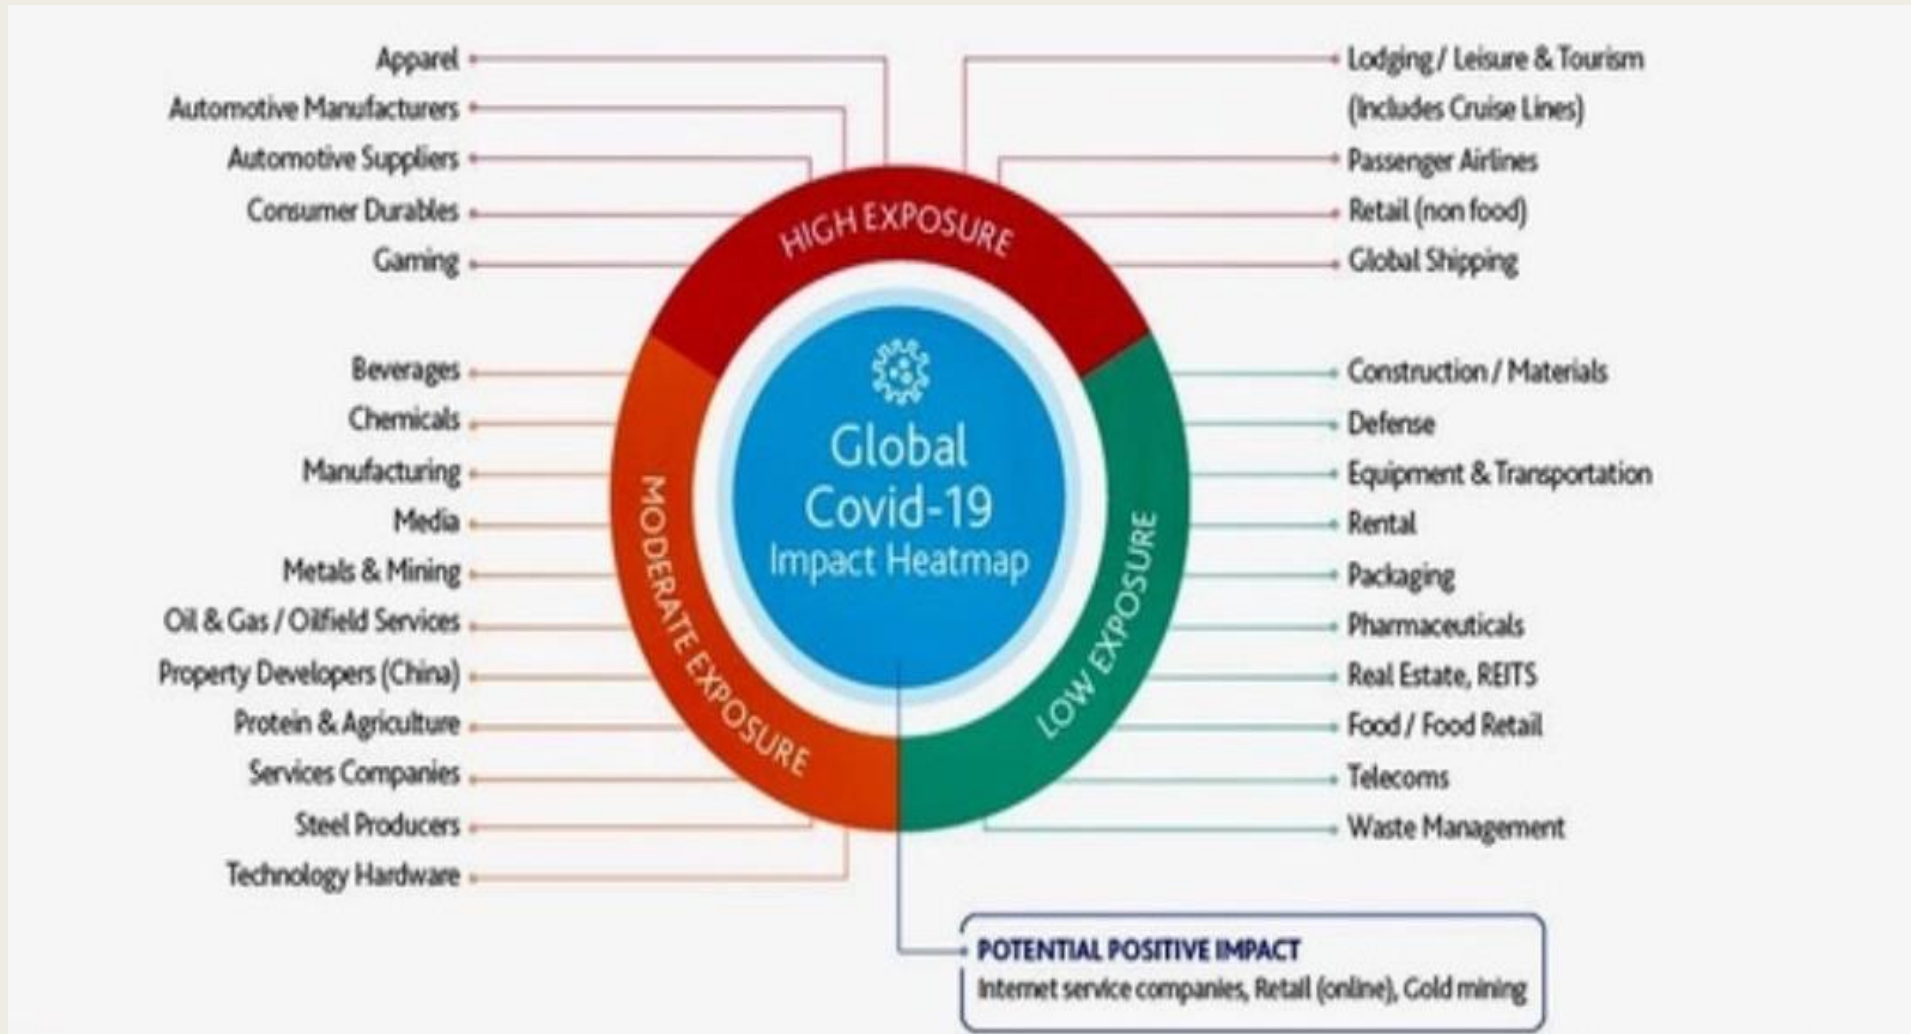 Apparel
Automotive Manufacturers
Automotive Suppliers
Consumer Durables
Gaming
Lodging / Leisure & Tourism
(Includes Cruise Lines)
Passenger Airlines
Retail (non food)
Global Shipping
HIGH EXPOSURE
Global
Covid-19
Impact Heatmap
Beverages
Chemicals
Manufacturing
Media
Metals & Mining
Oil & Gas / Oilfield Services
Property Developers (China)
Protein & Agriculture
Services Companies
Steel Producers
Technology Hardware
MODERATE EXPOSURE
LOW EXPOSURE
Construction / Materials
Defense
Equipment & Transportation
Rental
Packaging
Pharmaceuticals
Real Estate, REITS
Food / Food Retail
Telecoms
Waste Management
POTENTIAL POSITIVE IMPACT
Internet service companies, Retail (online), Gold mining